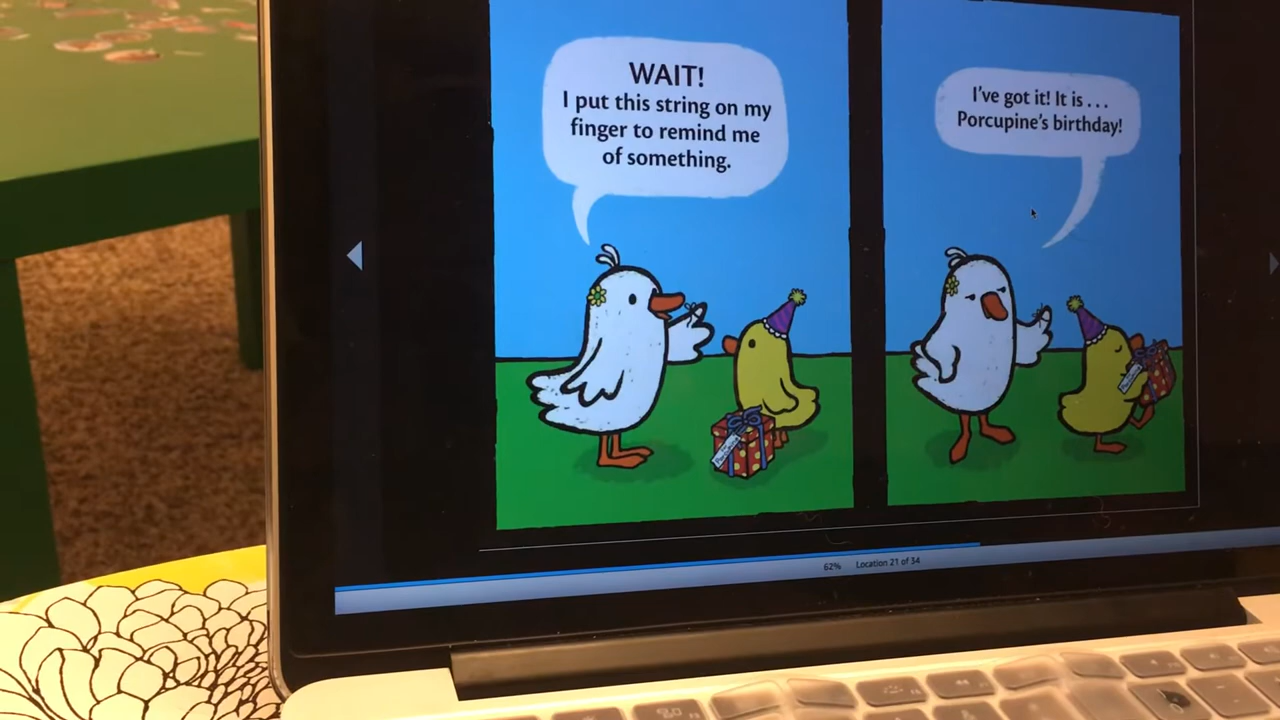 WAIT!
I put this string on my
finger to remind me
of something.
I've got it! It is . . .
Porcupine's birthday!
62% Location 21 of 34